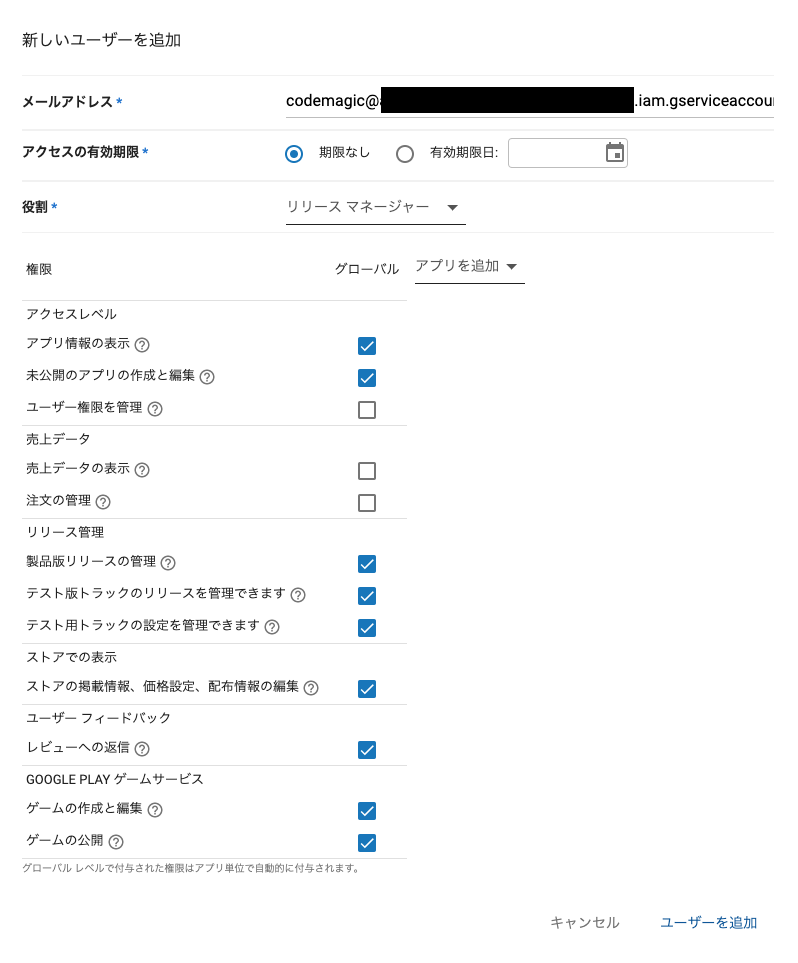 新しいユーザーを追加
メールアドレス * codemagic@ .iam.gserviceaccou
アクセスの有効期限 * 期限なし 有効期限日:
役割 * リリース マネージャー
権限 グローバル アプリを追加
アクセスレベル
アプリ情報の表示 ?
未公開のアプリの作成と編集 ?
ユーザー権限を管理 ?
売上データ
売上データの表示 ?
注文の管理 ?
リリース管理
製品版リリースの管理 ?
テスト版トラックのリリースを管理できます ?
テスト用トラックの設定を管理できます ?
ストアでの表示
ストアの掲載情報、価格設定、配布情報の編集 ?
ユーザー フィードバック
レビューへの返信 ?
GOOGLE PLAY ゲームサービス
ゲームの作成と編集 ?
ゲームの公開 ?
グローバル レベルで付与された権限はアプリ単位で自動的に付与されます。
キャンセル ユーザーを追加